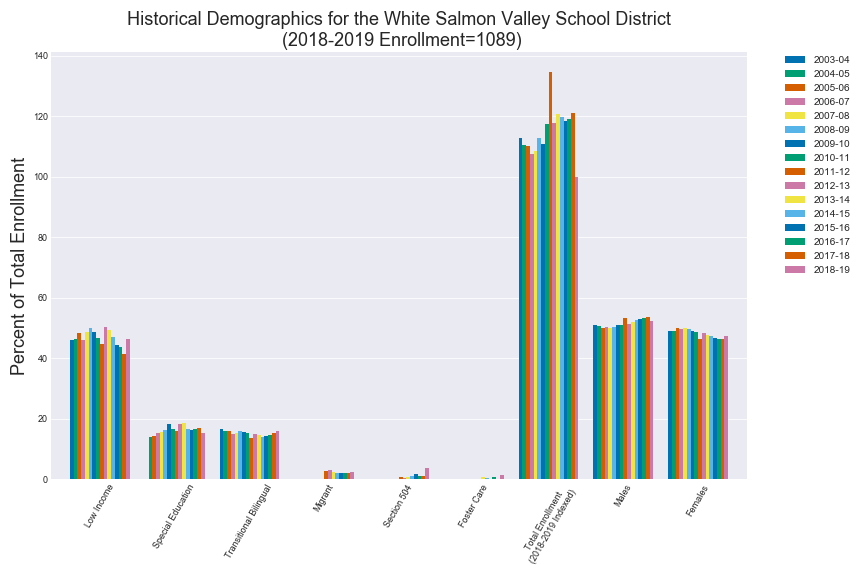 Historical Demographics for the White Salmon Valley School District
(2018-2019 Enrollment=1089)
Percent of Total Enrollment
140
120
100
80
60
40
20
0
Low Income
Special Education
Transitional Bilingual
Migrant
Section 504
Foster Care
Total Enrollment
(2018-2019 Indexed)
Males
Females
2003-04
2004-05
2005-06
2006-07
2007-08
2008-09
2009-10
2010-11
2011-12
2012-13
2013-14
2014-15
2015-16
2016-17
2017-18
2018-19